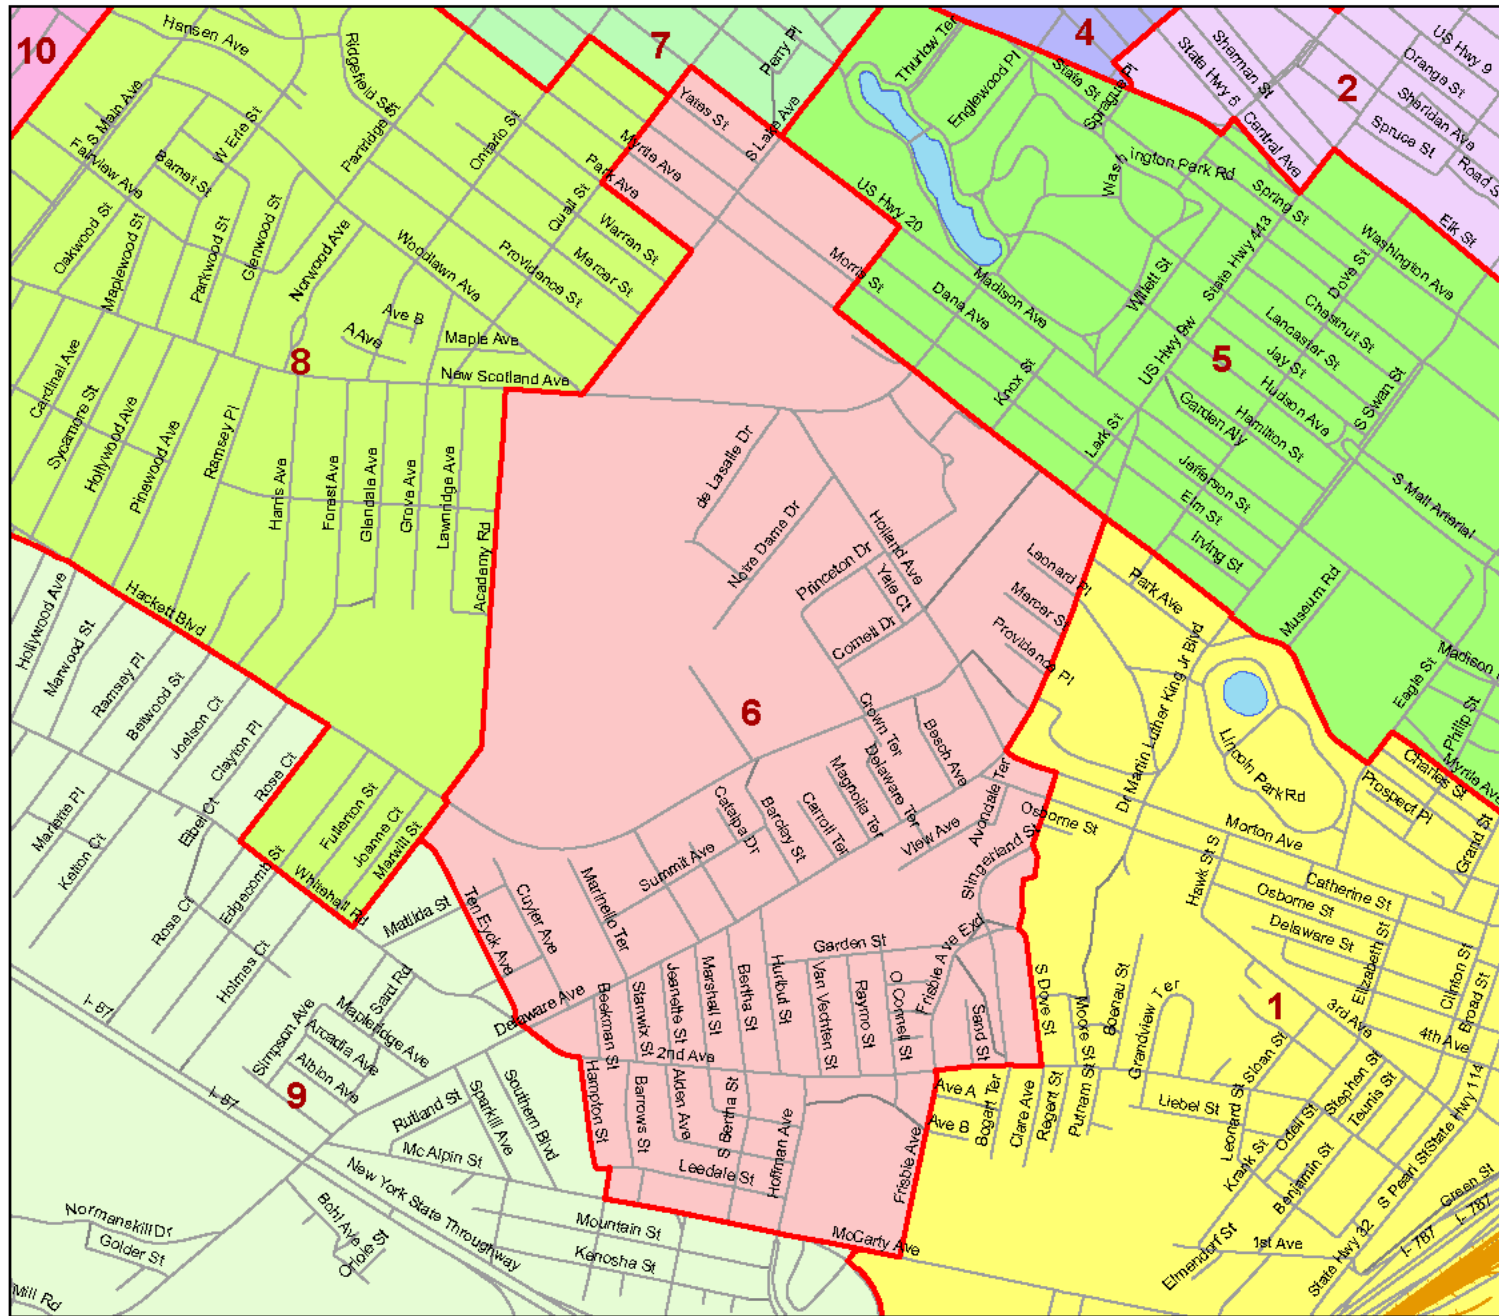 10
Hansen Ave
Ridgefield St
7
Perry Pl
Thurlow Ter
Englewood Pl
4
State St
Sprague Pl
Sherman St
State Hwy 5
US Hwy 9
Orange St
2
Sheridan Ave
Spruce St
Road St
Central Ave
Elk St
S Main Ave
Fairview Ave
W Erie St
Barnet St
Partridge St
Ontario St
Yates St
Myrtle Ave
Park Ave
S Lake Ave
Quail St
Warren St
Mercer St
Providence St
Woodlawn Ave
Norwood Ave
Oakwood St
Maplewood St
Parkwood St
Glenwood St
US Hwy 20
Wash
ington Park Rd
Spring St
Washington Ave
State Hwy 443
Willett St
Dove St
Chestnut St
Lancaster St
Jay St
Hudson Ave
Hamilton St
Garden Aly
US Hwy 9w
5
S Swan St
Morris St
Dana Ave
Madison Ave
Knox St
Lark St
Jefferson St
Elm St
Irving St
S Mall Arterial
Ave B
A Ave
Maple Ave
New Scotland Ave
8
Cardinal Ave
Sycamore St
Hollywood Ave
Pinewood Ave
Ramsey Pl
Harris Ave
Forest Ave
Glendale Ave
Grove Ave
Lawnridge Ave
Academy Rd
Hackett Blvd
de Lasalle Dr
Notre Dame Dr
Holland Ave
Princeton Dr
Yale Ct
Cornell Dr
Leonard Pl
Mercer St
Providence Pl
Park Ave
Museum Rd
Dr Martin Luther King Jr Blvd
Lincoln Park Rd
Madison
Eagle St
Philip St
Myrtle Ave
Charles St
Prospect Pl
Grand St
Hollywood Ave
Marwood St
Ramsey Pl
Bellwood St
Joelson Ct
Clayton Pl
Rose Ct
6
Crown Ter
Delaware Ter
Besch Ave
Magnolia Ter
Carroll Ter
Barclay St
Catalpa Dr
View Ave
Avondale Ter
Osborne St
Slingerland St
Summit Ave
Marinello Ter
Cuyler Ave
Ten Eyck Ave
Marlette Pl
Kelton Ct
Elbel Ct
Fullerton St
Joanne Ct
Marwill St
Whitehall Rd
Edgecomb St
Rose Ct
Holmes Ct
Matilda St
Sard Rd
Morton Ave
Hawk St S
Catherine St
Osborne St
Delaware St
Elizabeth St
Clinton St
Broad St
3rd Ave
4th Ave
1
Garden St
Frisbie Ave Exd
Delaware Ave
Beekman St
Stanwix St
Jeanette St
Marshall St
Bertha St
Hurlbut St
Van Vechten St
Raymo St
O Connell St
Sand St
S Dove St
Moore St
Boenau St
Grandview Ter
2nd Ave
Hampton St
Barrows St
Alden Ave
S Bertha St
Leedale St
Hoffman Ave
Frisbie Ave
McCarty Ave
Ave A
Ave B
Bogart Ter
Clare Ave
Regent St
Putnam St
Liebel St
Leonard St
Sloan St
Stephen St
Teunis St
Odell St
Krank St
Benjamin St
S Pearl St
State Hwy 114
State Hwy 32
Elmendorf St
1st Ave
Green St
I- 787
I- 787
I- 87
I- 87
9
Simpson Ave
Mapleridge Ave
Arcadia Ave
Albion Ave
Rutland St
Sparkill Ave
Southern Blvd
Mc Alpin St
New York State Throughway
Bohl Ave
Oriole St
Mountain St
Kenosha St
Normanskill Dr
Golder St
Mill Rd